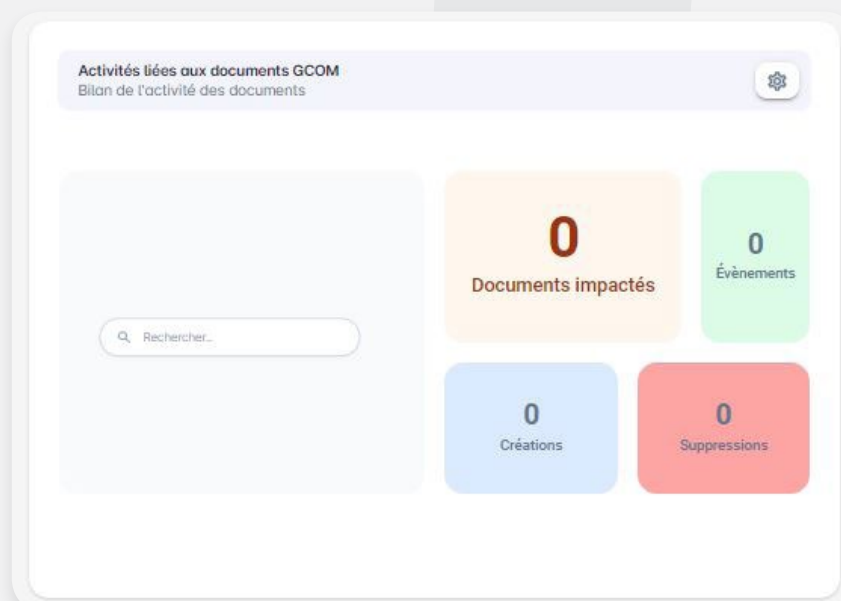 Activités liées aux documents GCOM
Bilan de l'activité des documents
Rechercher...
0
Documents impactés
0
Évènements
0
Créations
0
Suppressions